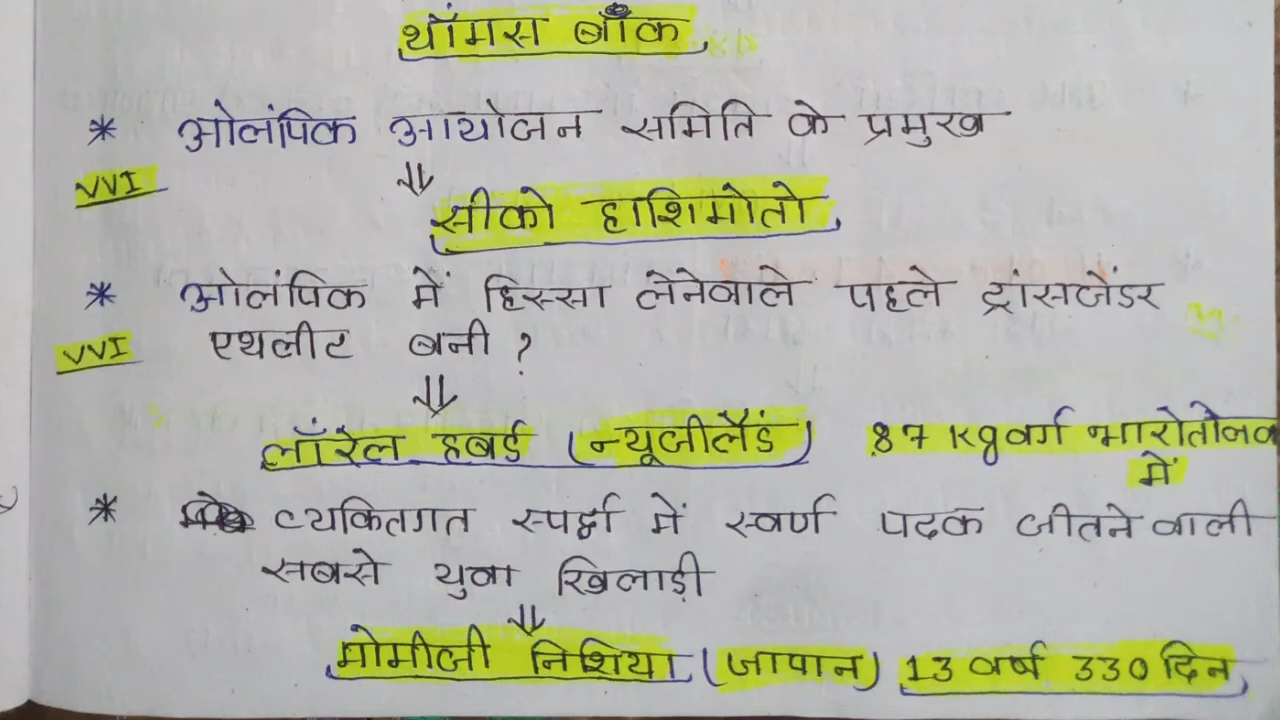 थॉमस बॉक
* ओलंपिक आयोजन समिति के प्रमुख
VVI
सीको हाशिमोतो
* ओलंपिक में हिस्सा लेनेवाले पहले ट्रांसजेंडर
VVI एथलीट बनी ?
लॉरेल हबर्ड (न्यूजीलैंड) 87 kg वर्ग भारोतोलन
में
* व्यक्तिगत स्पर्द्धा में स्वर्ण पदक जीतने वाली
सबसे युवा खिलाड़ी
मोमीजी निशिया (जापान) 13 वर्ष 330 दिन